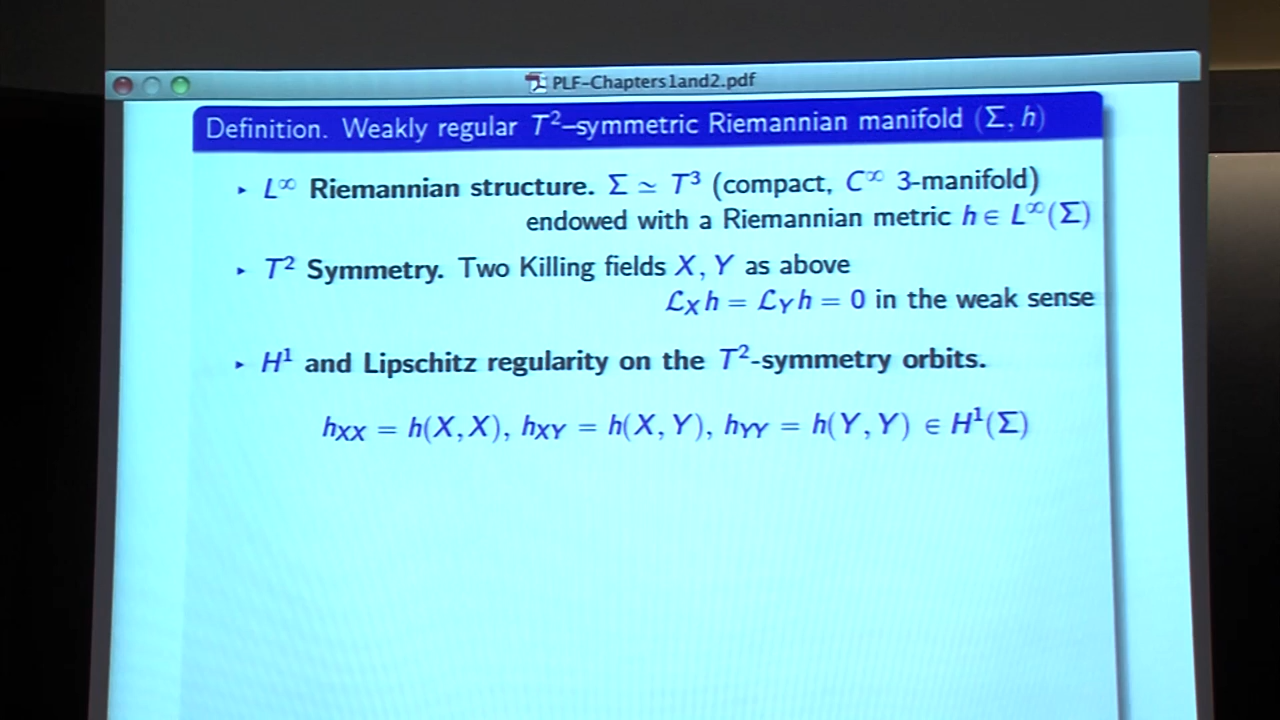 PLF-Chapters1and2.pdf
Definition. Weakly regular T²–symmetric Riemannian manifold (Σ, h)
▸ L^∞ Riemannian structure. Σ ≃ T³ (compact, C^∞ 3-manifold)
endowed with a Riemannian metric h ∈ L^∞(Σ)
▸ T² Symmetry. Two Killing fields X, Y as above
ℒ_X h = ℒ_Y h = 0 in the weak sense
▸ H¹ and Lipschitz regularity on the T²-symmetry orbits.
h_XX = h(X, X), h_XY = h(X, Y), h_YY = h(Y, Y) ∈ H¹(Σ)